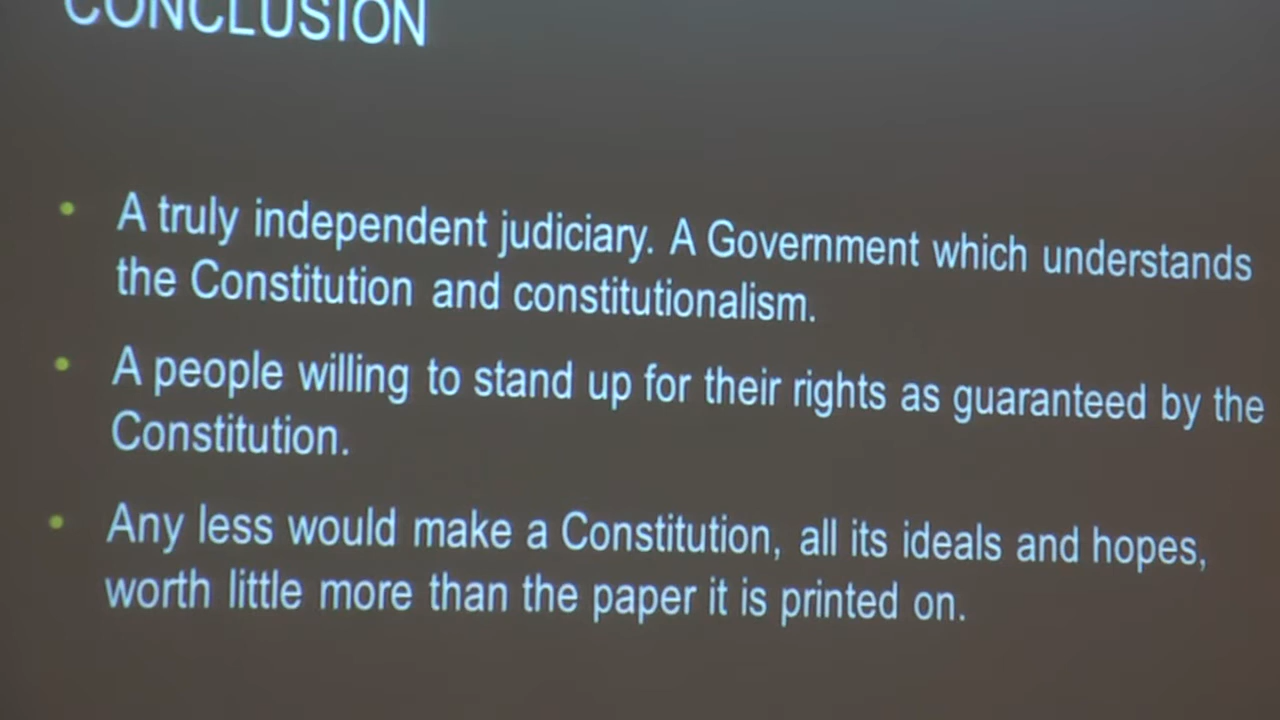 CONCLUSION
A truly independent judiciary. A Government which understands
the Constitution and constitutionalism.
A people willing to stand up for their rights as guaranteed by the
Constitution.
Any less would make a Constitution, all its ideals and hopes,
worth little more than the paper it is printed on.